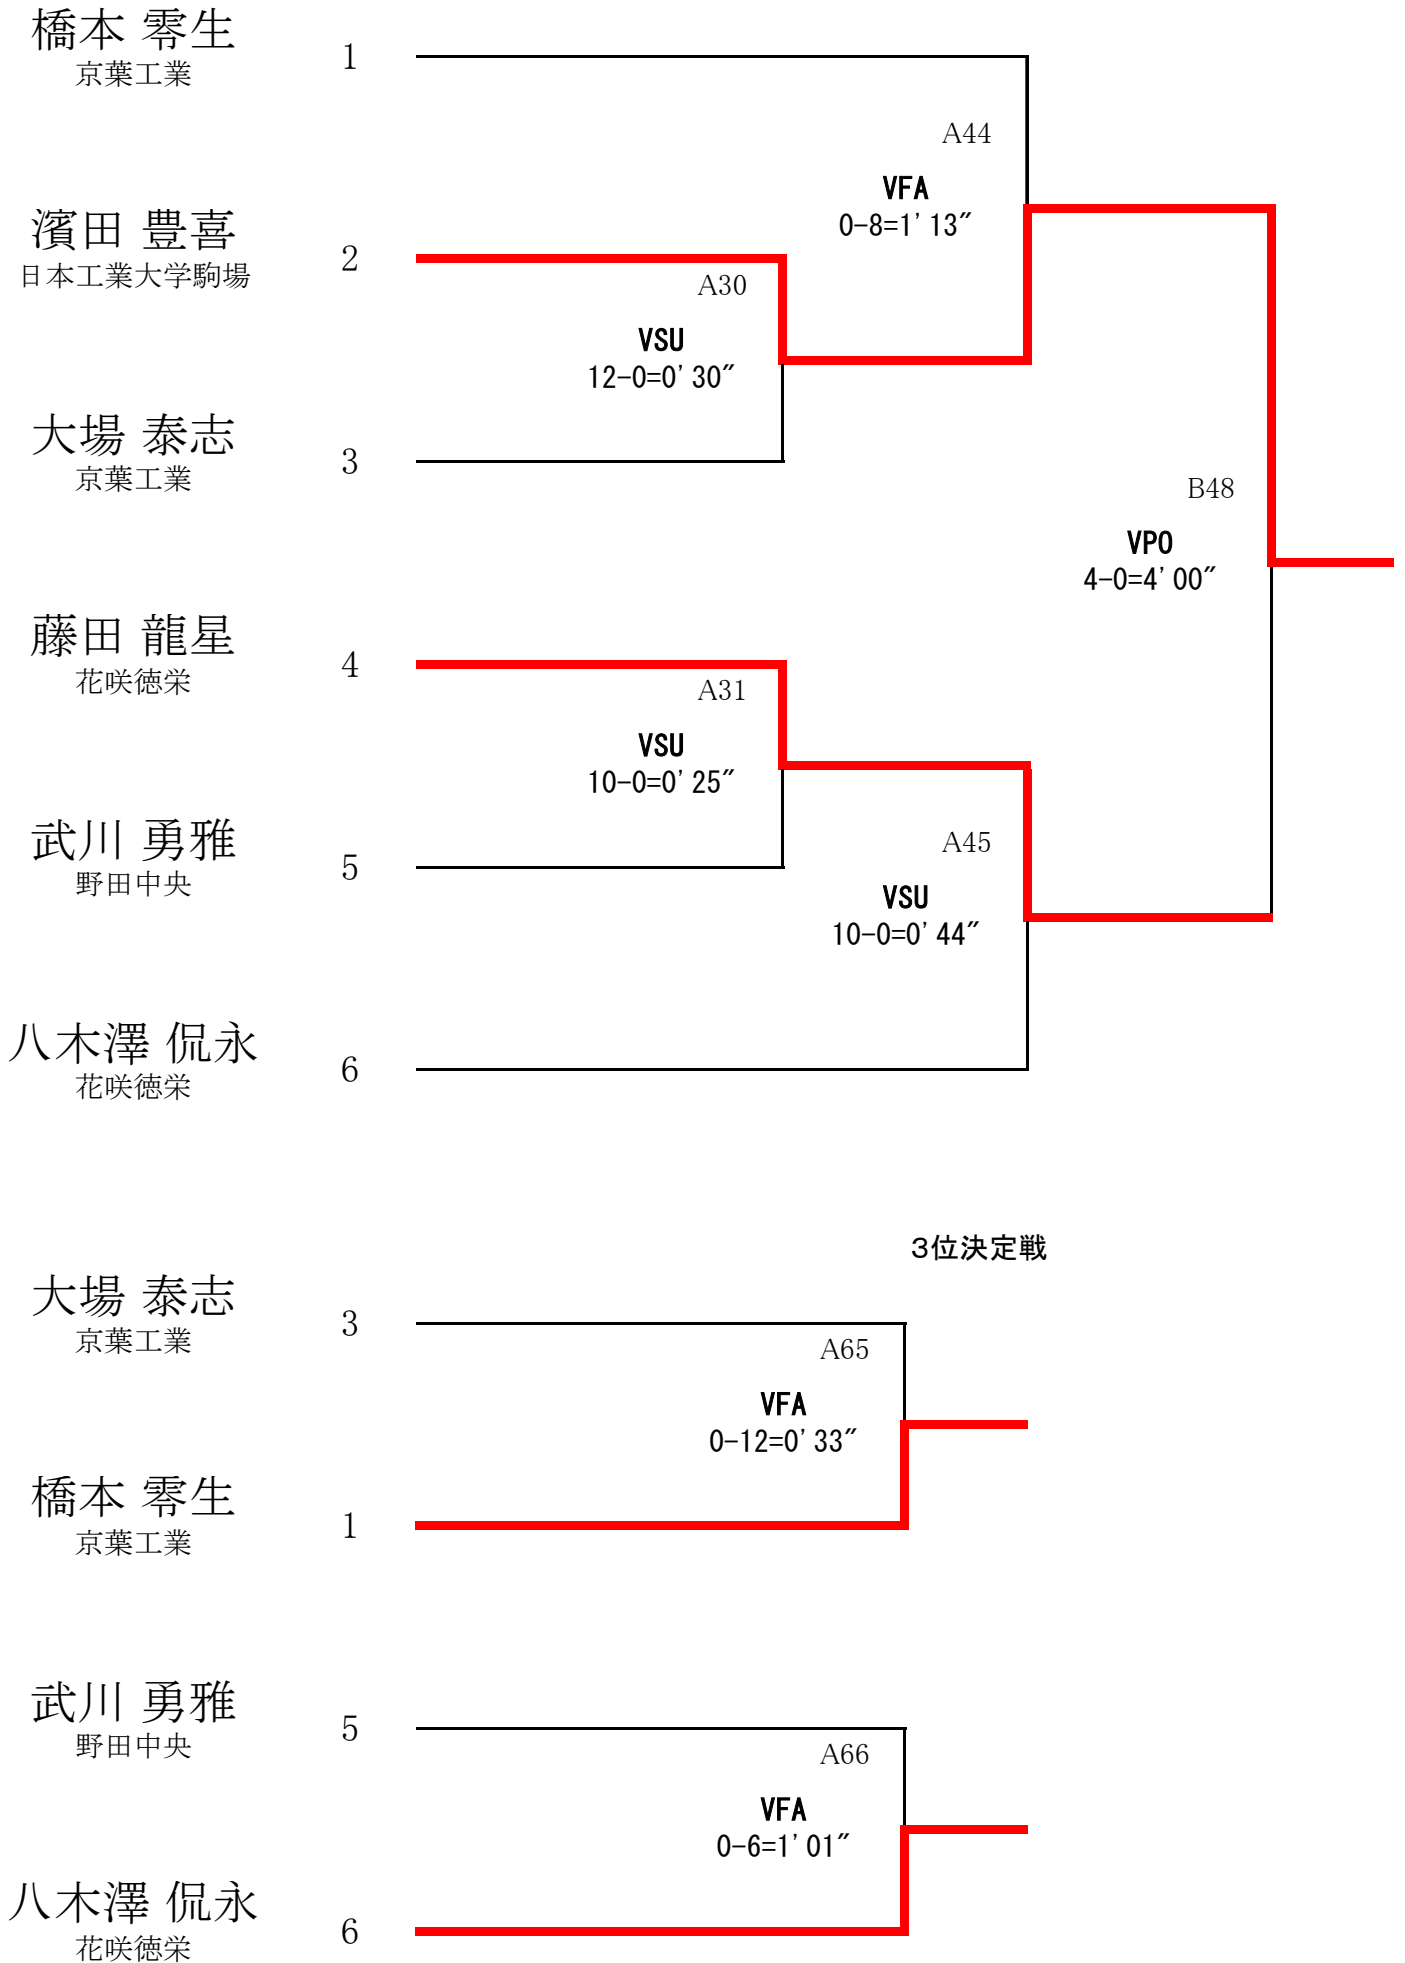 橋本 零生
京葉工業
1
A44
VFA
0-8=1'13"
濱田 豊喜
日本工業大学駒場
2
A30
VSU
12-0=0'30"
大場 泰志
京葉工業
3
B48
VPO
4-0=4'00"
藤田 龍星
花咲徳栄
4
A31
VSU
10-0=0'25"
武川 勇雅
野田中央
5
A45
VSU
10-0=0'44"
八木澤 侃永
花咲徳栄
6
3位決定戦
大場 泰志
京葉工業
3
A65
VFA
0-12=0'33"
橋本 零生
京葉工業
1
武川 勇雅
野田中央
5
A66
VFA
0-6=1'01"
八木澤 侃永
花咲徳栄
6